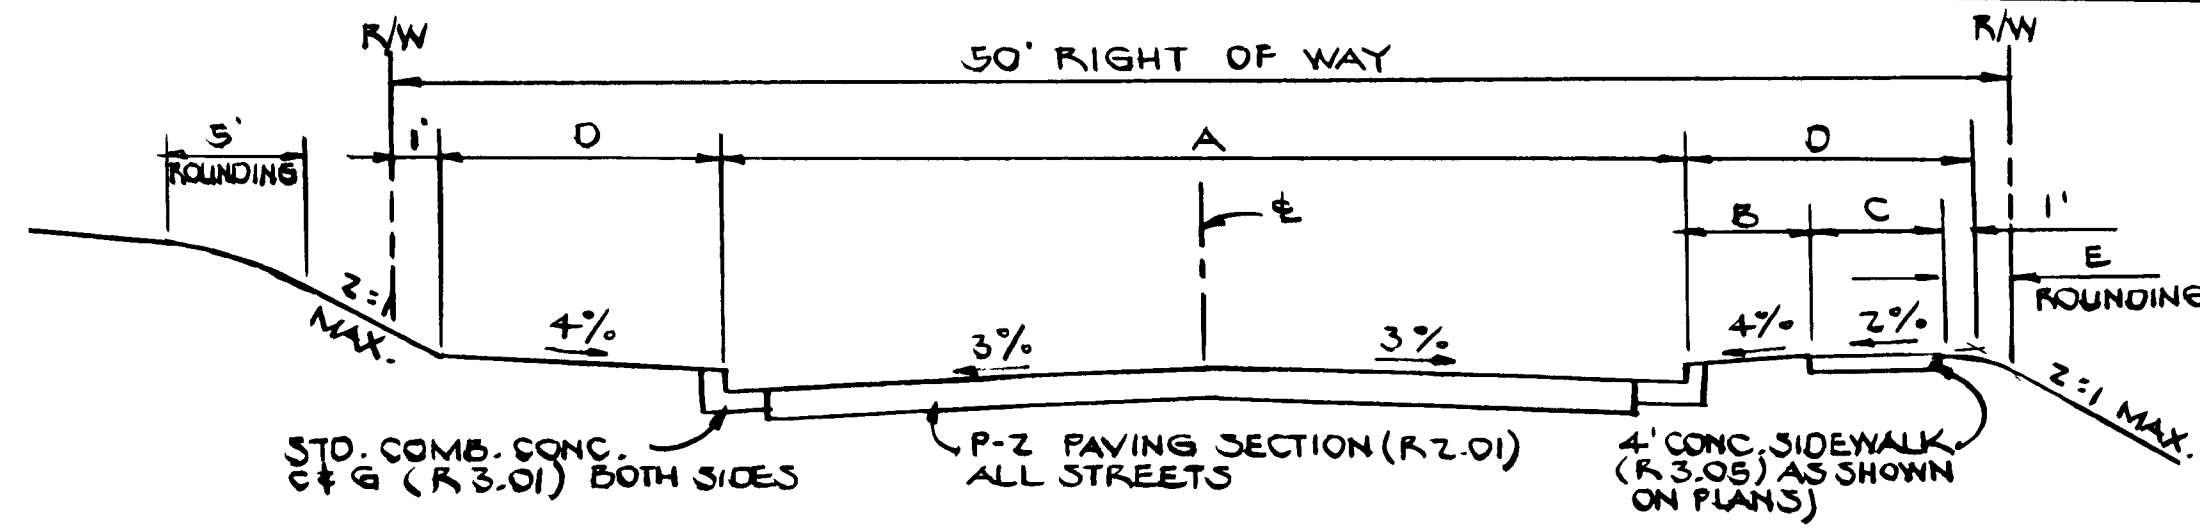 R/W
R/W
50' RIGHT OF WAY
5'
ROUNDING
1'
D
A
D
℄
B
C
1'
E
ROUNDING
2=1
MAX.
4%
3%
3%
4%
2%
2=1 MAX.
STD. COMB. CONC.
C & G (R 3.01) BOTH SIDES
P-2 PAVING SECTION (R 2.01)
ALL STREETS
4' CONC. SIDEWALK
(R 3.05) AS SHOWN
ON PLANS)